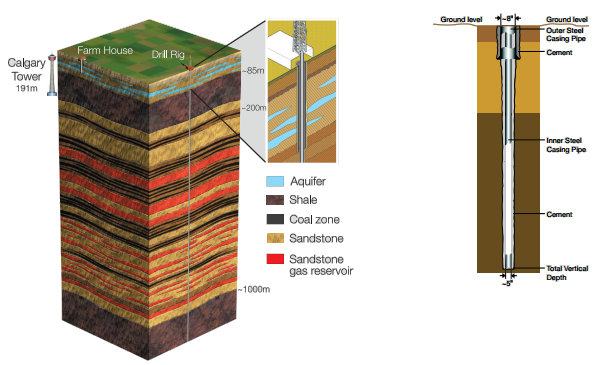 Farm House
Drill Rig
Calgary
Tower
191m
~85m
~200m
Aquifer
Shale
Coal zone
Sandstone
Sandstone
gas reservoir
~1000m
Ground level
~8"
Ground level
Outer Steel
Casing Pipe
Cement
Inner Steel
Casing Pipe
Cement
Total Vertical
Depth
~5"